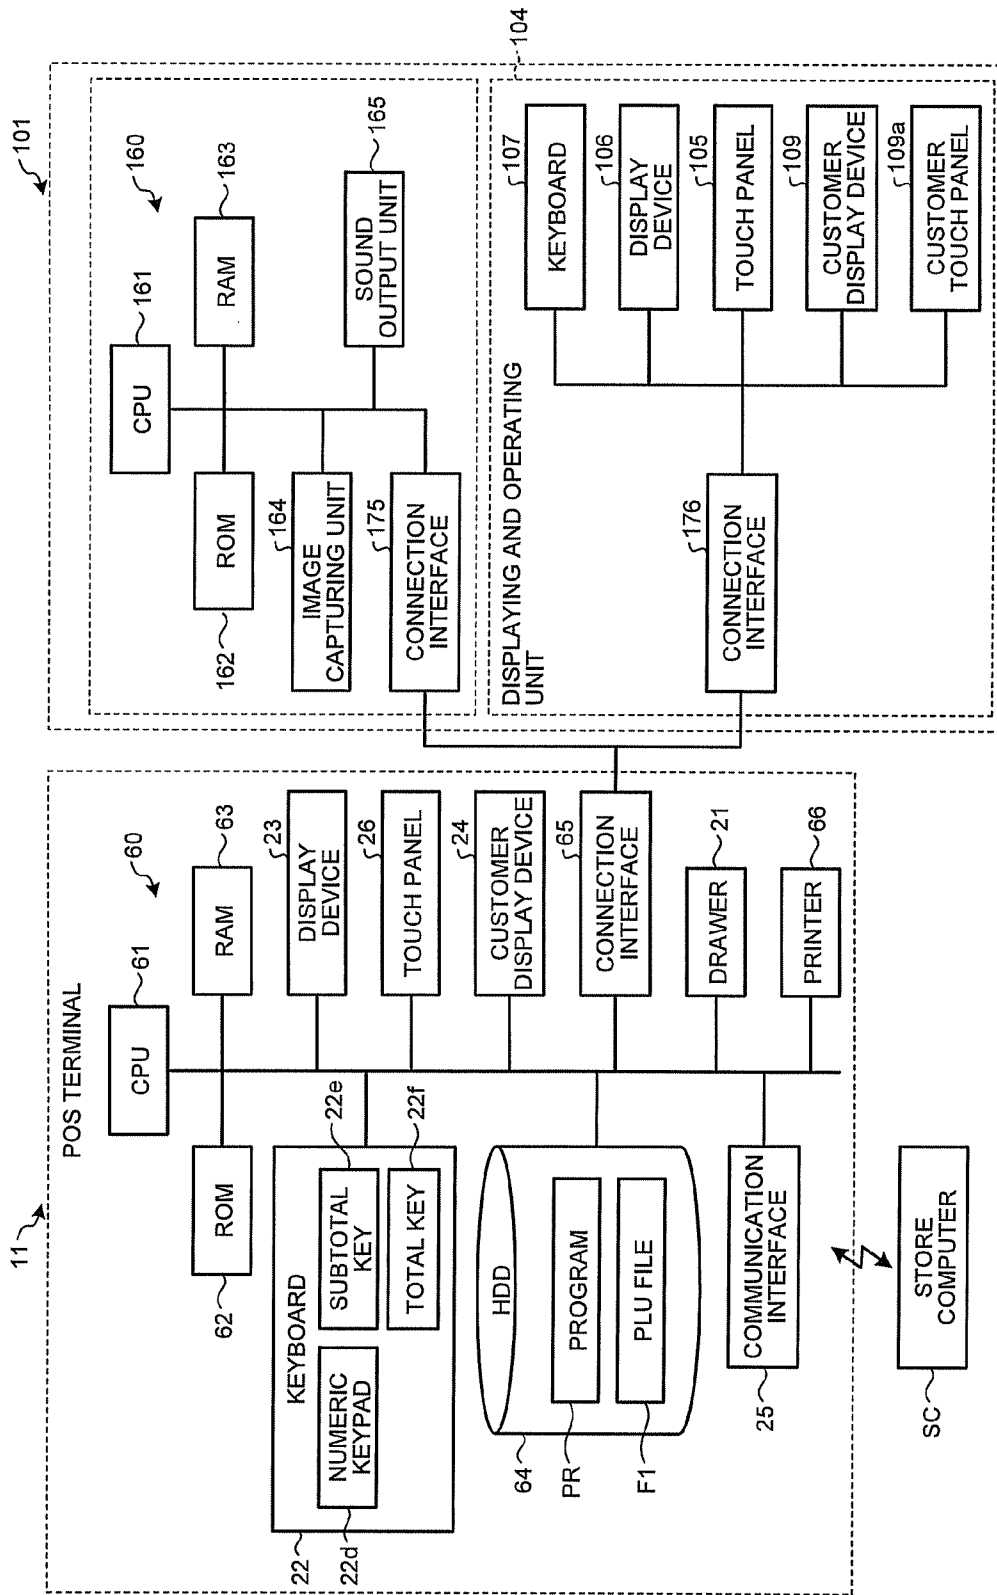 11
POS TERMINAL
CPU
61
60
ROM
62
RAM
63
KEYBOARD
22
NUMERIC
KEYPAD
22d
SUBTOTAL
KEY
22e
TOTAL KEY
22f
DISPLAY
DEVICE
23
TOUCH PANEL
26
CUSTOMER
DISPLAY DEVICE
24
CONNECTION
INTERFACE
65
HDD
64
PROGRAM
PR
PLU FILE
F1
DRAWER
21
PRINTER
66
COMMUNICATION
INTERFACE
25
STORE
COMPUTER
SC
101
160
CPU
161
ROM
162
RAM
163
IMAGE
CAPTURING UNIT
164
SOUND
OUTPUT UNIT
165
CONNECTION
INTERFACE
175
104
DISPLAYING AND OPERATING
UNIT
CONNECTION
INTERFACE
176
KEYBOARD
107
DISPLAY
DEVICE
106
TOUCH PANEL
105
CUSTOMER
DISPLAY DEVICE
109
CUSTOMER
TOUCH PANEL
109a